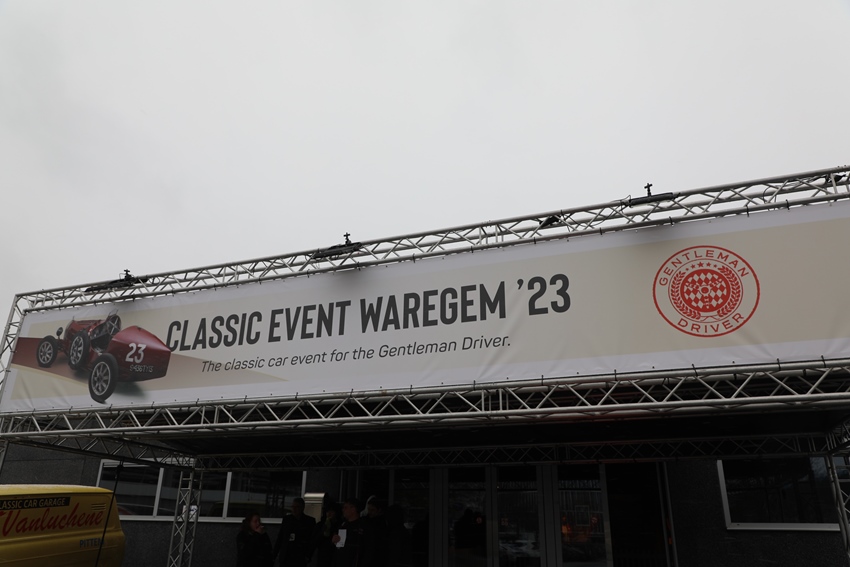 CLASSIC EVENT WAREGEM '23
The classic car event for the Gentleman Driver.
GENTLEMAN
DRIVER
23
CLASSIC CAR GARAGE
Vanluchene